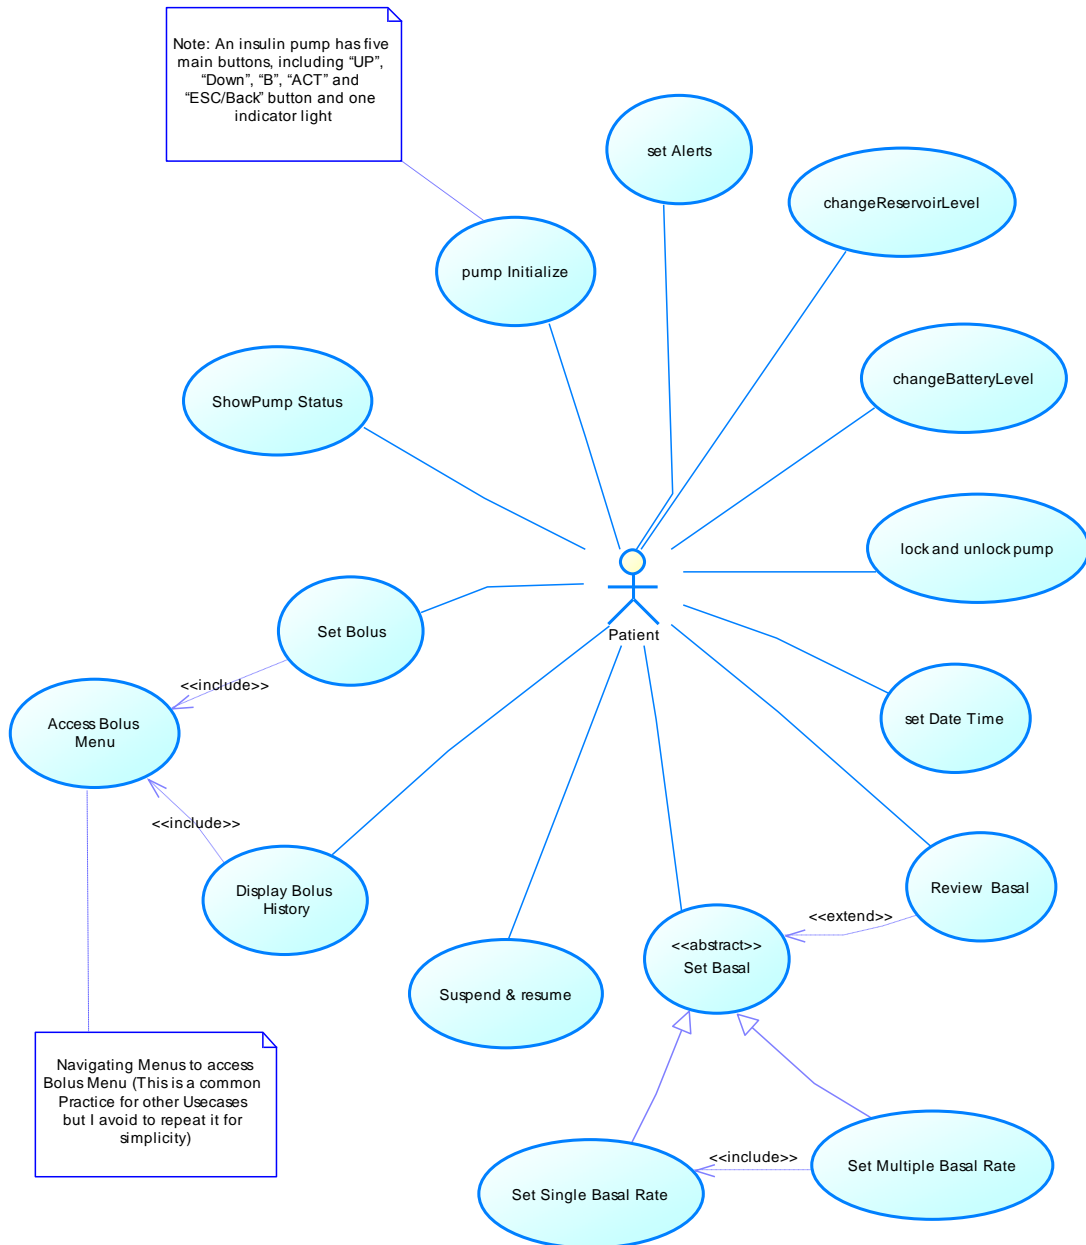 Note: An insulin pump has five
main buttons, including “UP”,
“Down”, “B”, “ACT” and
“ESC/Back” button and one
indicator light
set Alerts
changeReservoirLevel
pump Initialize
changeBatteryLevel
ShowPump Status
lock and unlock pump
Patient
Set Bolus
<<include>>
Access Bolus
Menu
set Date Time
<<include>>
Display Bolus
History
Review Basal
<<extend>>
<<abstract>>
Set Basal
Suspend & resume
Navigating Menus to access
Bolus Menu (This is a common
Practice for other Usecases
but I avoid to repeat it for
simplicity)
<<include>>
Set Multiple Basal Rate
Set Single Basal Rate